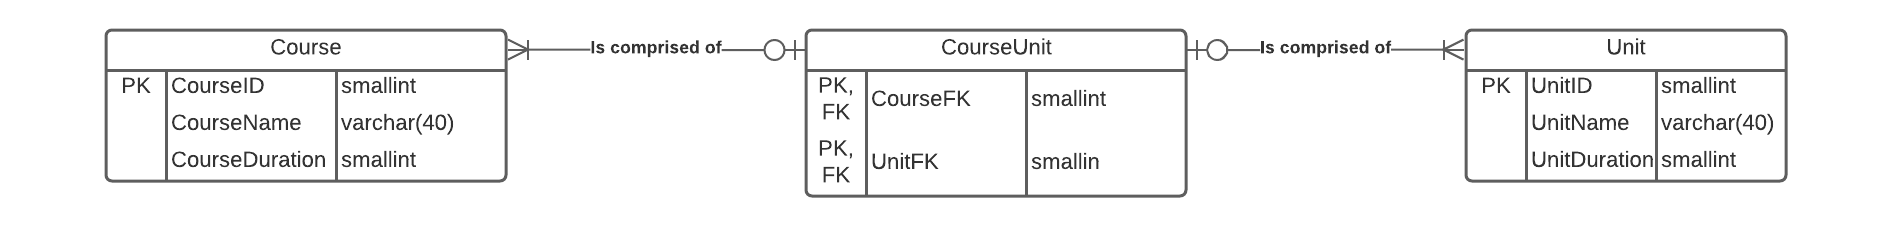 Course
PK CourseID smallint
CourseName varchar(40)
CourseDuration smallint
Is comprised of
CourseUnit
PK, FK CourseFK smallint
PK, FK UnitFK smallin
Is comprised of
Unit
PK UnitID smallint
UnitName varchar(40)
UnitDuration smallint